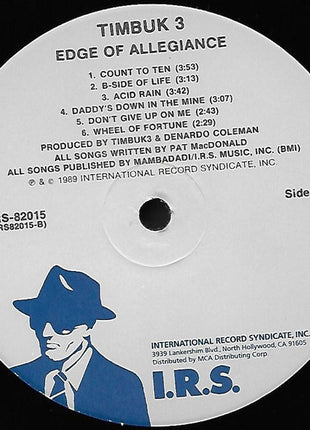 TIMBUK 3
EDGE OF ALLEGIANCE
1. COUNT TO TEN (3:53)
2. B-SIDE OF LIFE (3:13)
3. ACID RAIN (3:42)
4. DADDY'S DOWN IN THE MINE (3:07)
5. DON'T GIVE UP ON ME (2:43)
6. WHEEL OF FORTUNE (2:29)
PRODUCED BY TIMBUK3 & DENARDO COLEMAN
ALL SONGS WRITTEN BY PAT MacDONALD
ALL SONGS PUBLISHED BY MAMBADADI/I.R.S. MUSIC, INC. (BMI)
℗ & © 1989 INTERNATIONAL RECORD SYNDICATE, INC.
RS-82015
RS82015-B)
Side
INTERNATIONAL RECORD SYNDICATE, INC.
3939 Lankershim Blvd., North Hollywood, CA 91605
Distributed by MCA Distributing Corp.
I.R.S.